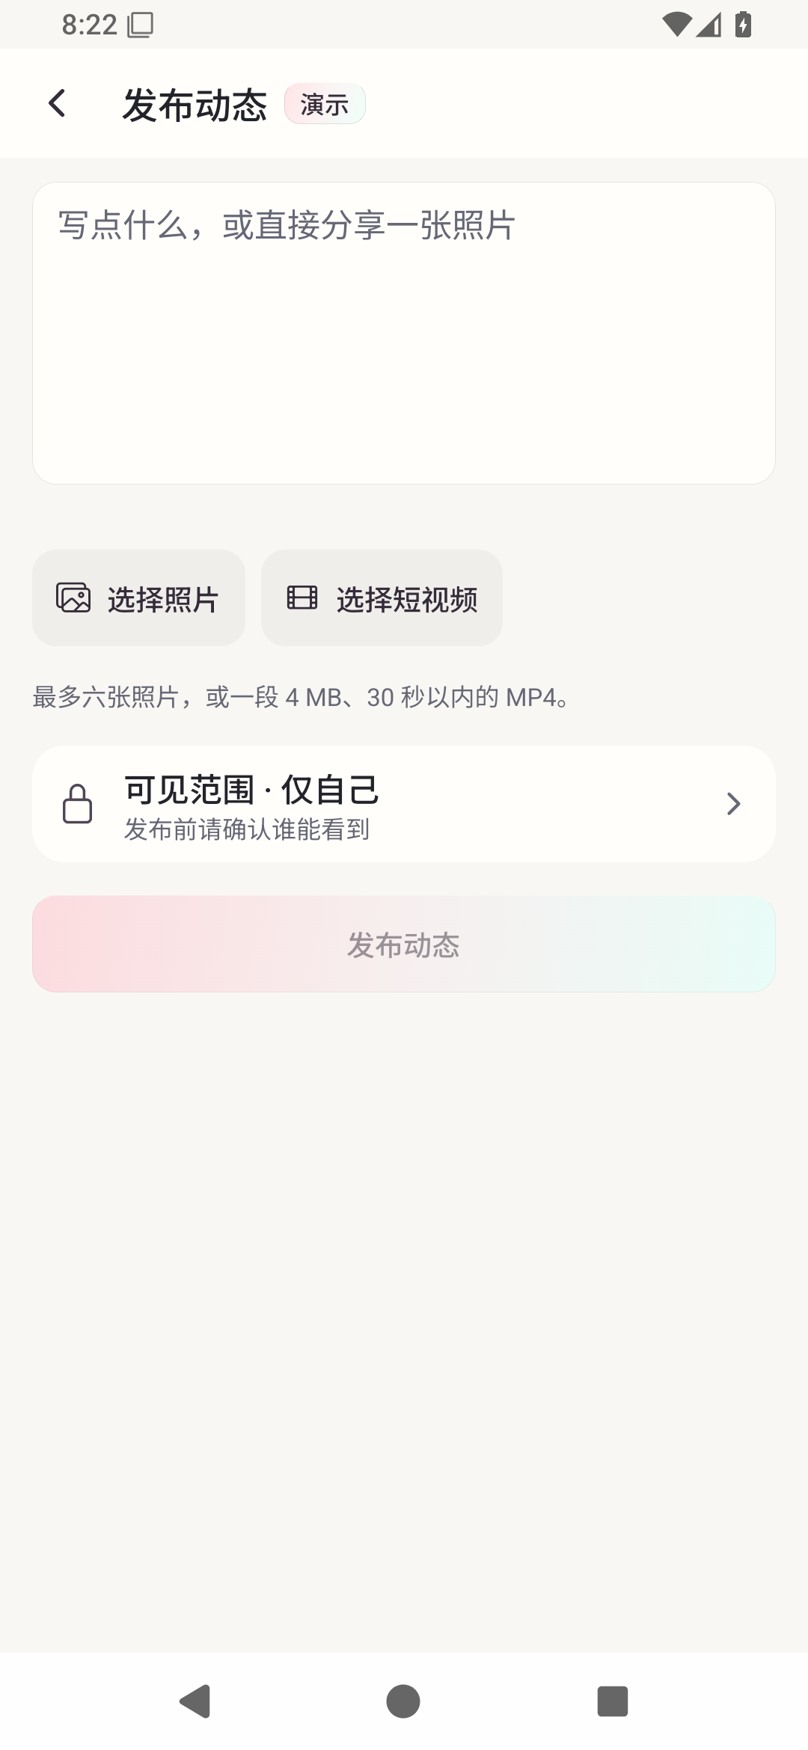 8:22
发布动态 演示
写点什么，或直接分享一张照片
选择照片 选择短视频
最多六张照片，或一段 4 MB、30 秒以内的 MP4。
可见范围 · 仅自己
发布前请确认谁能看到
发布动态